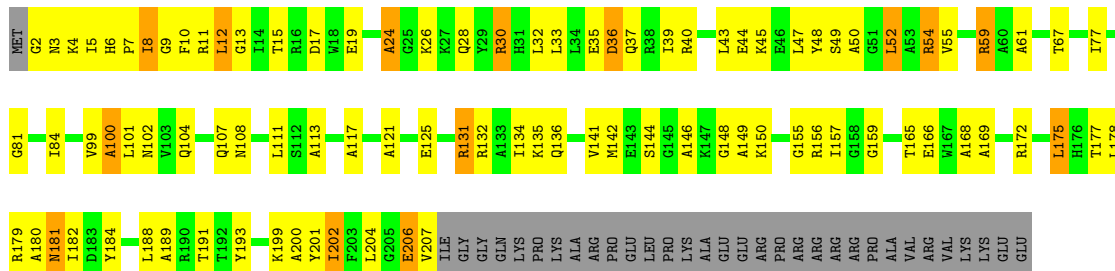 MET G2 N3 K4 I5 H6 P7 I8 G9 F10 R11 L12 G13 I14 T15 R16 D17 W18 E19 A24 G25 K26 K27 Q28 Y29 R30 H31 L32 L33 L34 E35 D36 Q37 R38 I39 R40 L43 E44 K45 E46 L47 Y48 S49 A50 G51 L52 A53 R54 V55 R59 A60 A61 T67 I77
G81 I84 V99 A100 L101 N102 V103 Q104 Q107 N108 L111 S112 A113 A117 A121 E125 R131 R132 A133 I134 K135 Q136 V141 M142 E143 S144 G145 A146 K147 G148 A149 K150 G155 R156 I157 G158 G159 T165 E166 W167 A168 A169 R172 L175 H176 T177 L178
R179 A180 N181 I182 D183 Y184 L188 A189 R190 T191 T192 Y193 K199 A200 Y201 I202 F203 L204 G205 E206 V207 ILE GLY GLY GLN LYS PRO LYS ALA ARG PRO GLU LEU PRO LYS ALA GLU GLU ARG PRO ARG ARG ARG ARG PRO ALA VAL ARG VAL LYS LYS GLU GLU